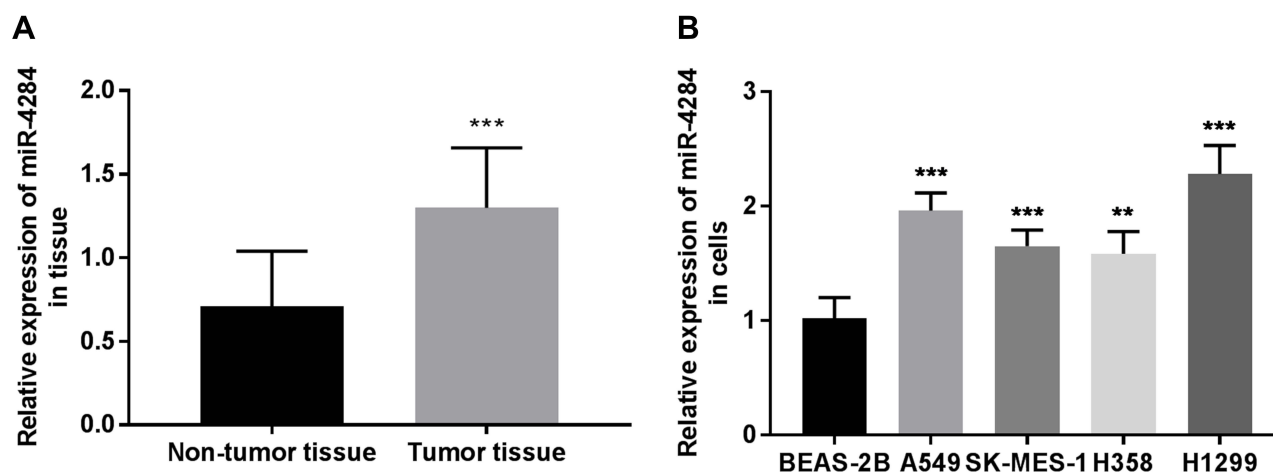 A
Relative expression of miR-4284
in tissue
2.0
1.5
1.0
0.5
0.0
***
Non-tumor tissue
Tumor tissue
B
Relative expression of miR-4284
in cells
3
2
1
0
***
***
**
***
BEAS-2B
A549
SK-MES-1
H358
H1299